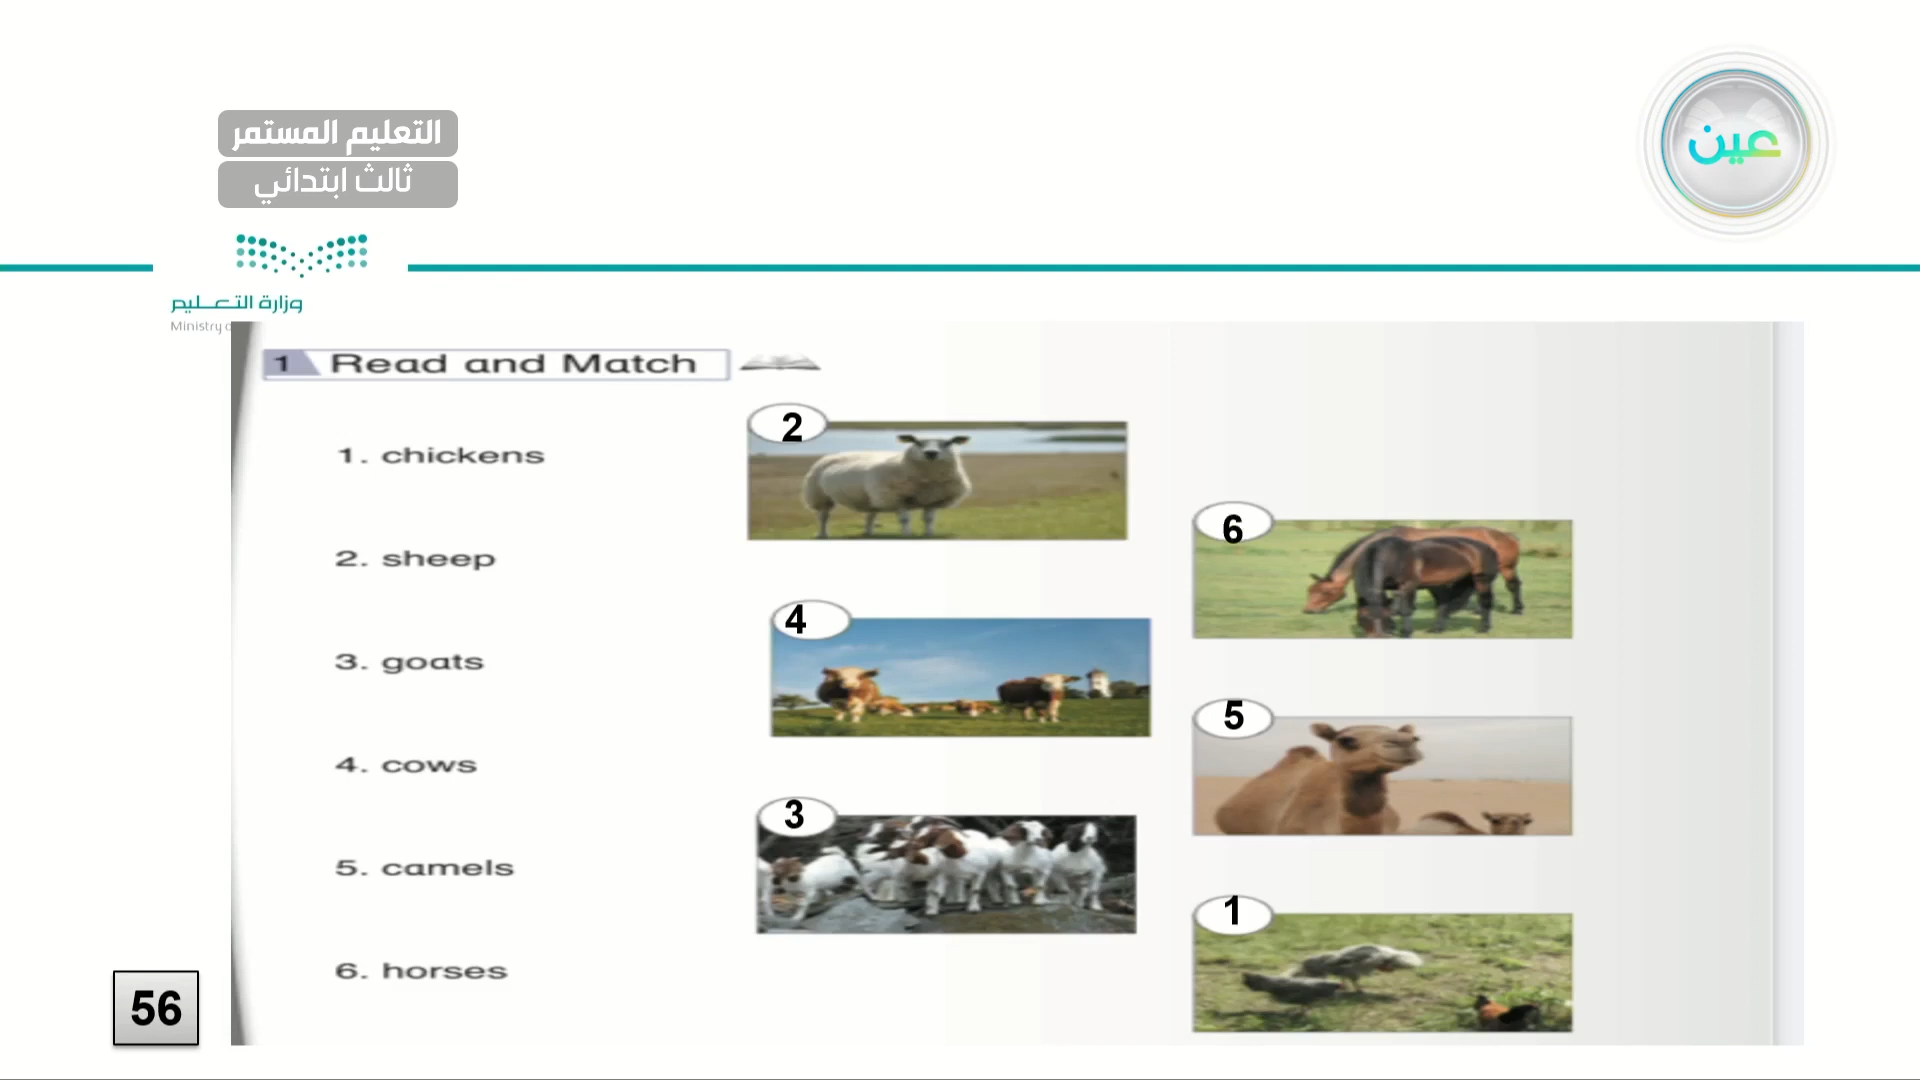 التعليم المستمر
ثالث ابتدائي
عين
وزارة التعليم
Ministry o
1 Read and Match
1. chickens
2. sheep
3. goats
4. cows
5. camels
6. horses
2
4
3
6
5
1
56